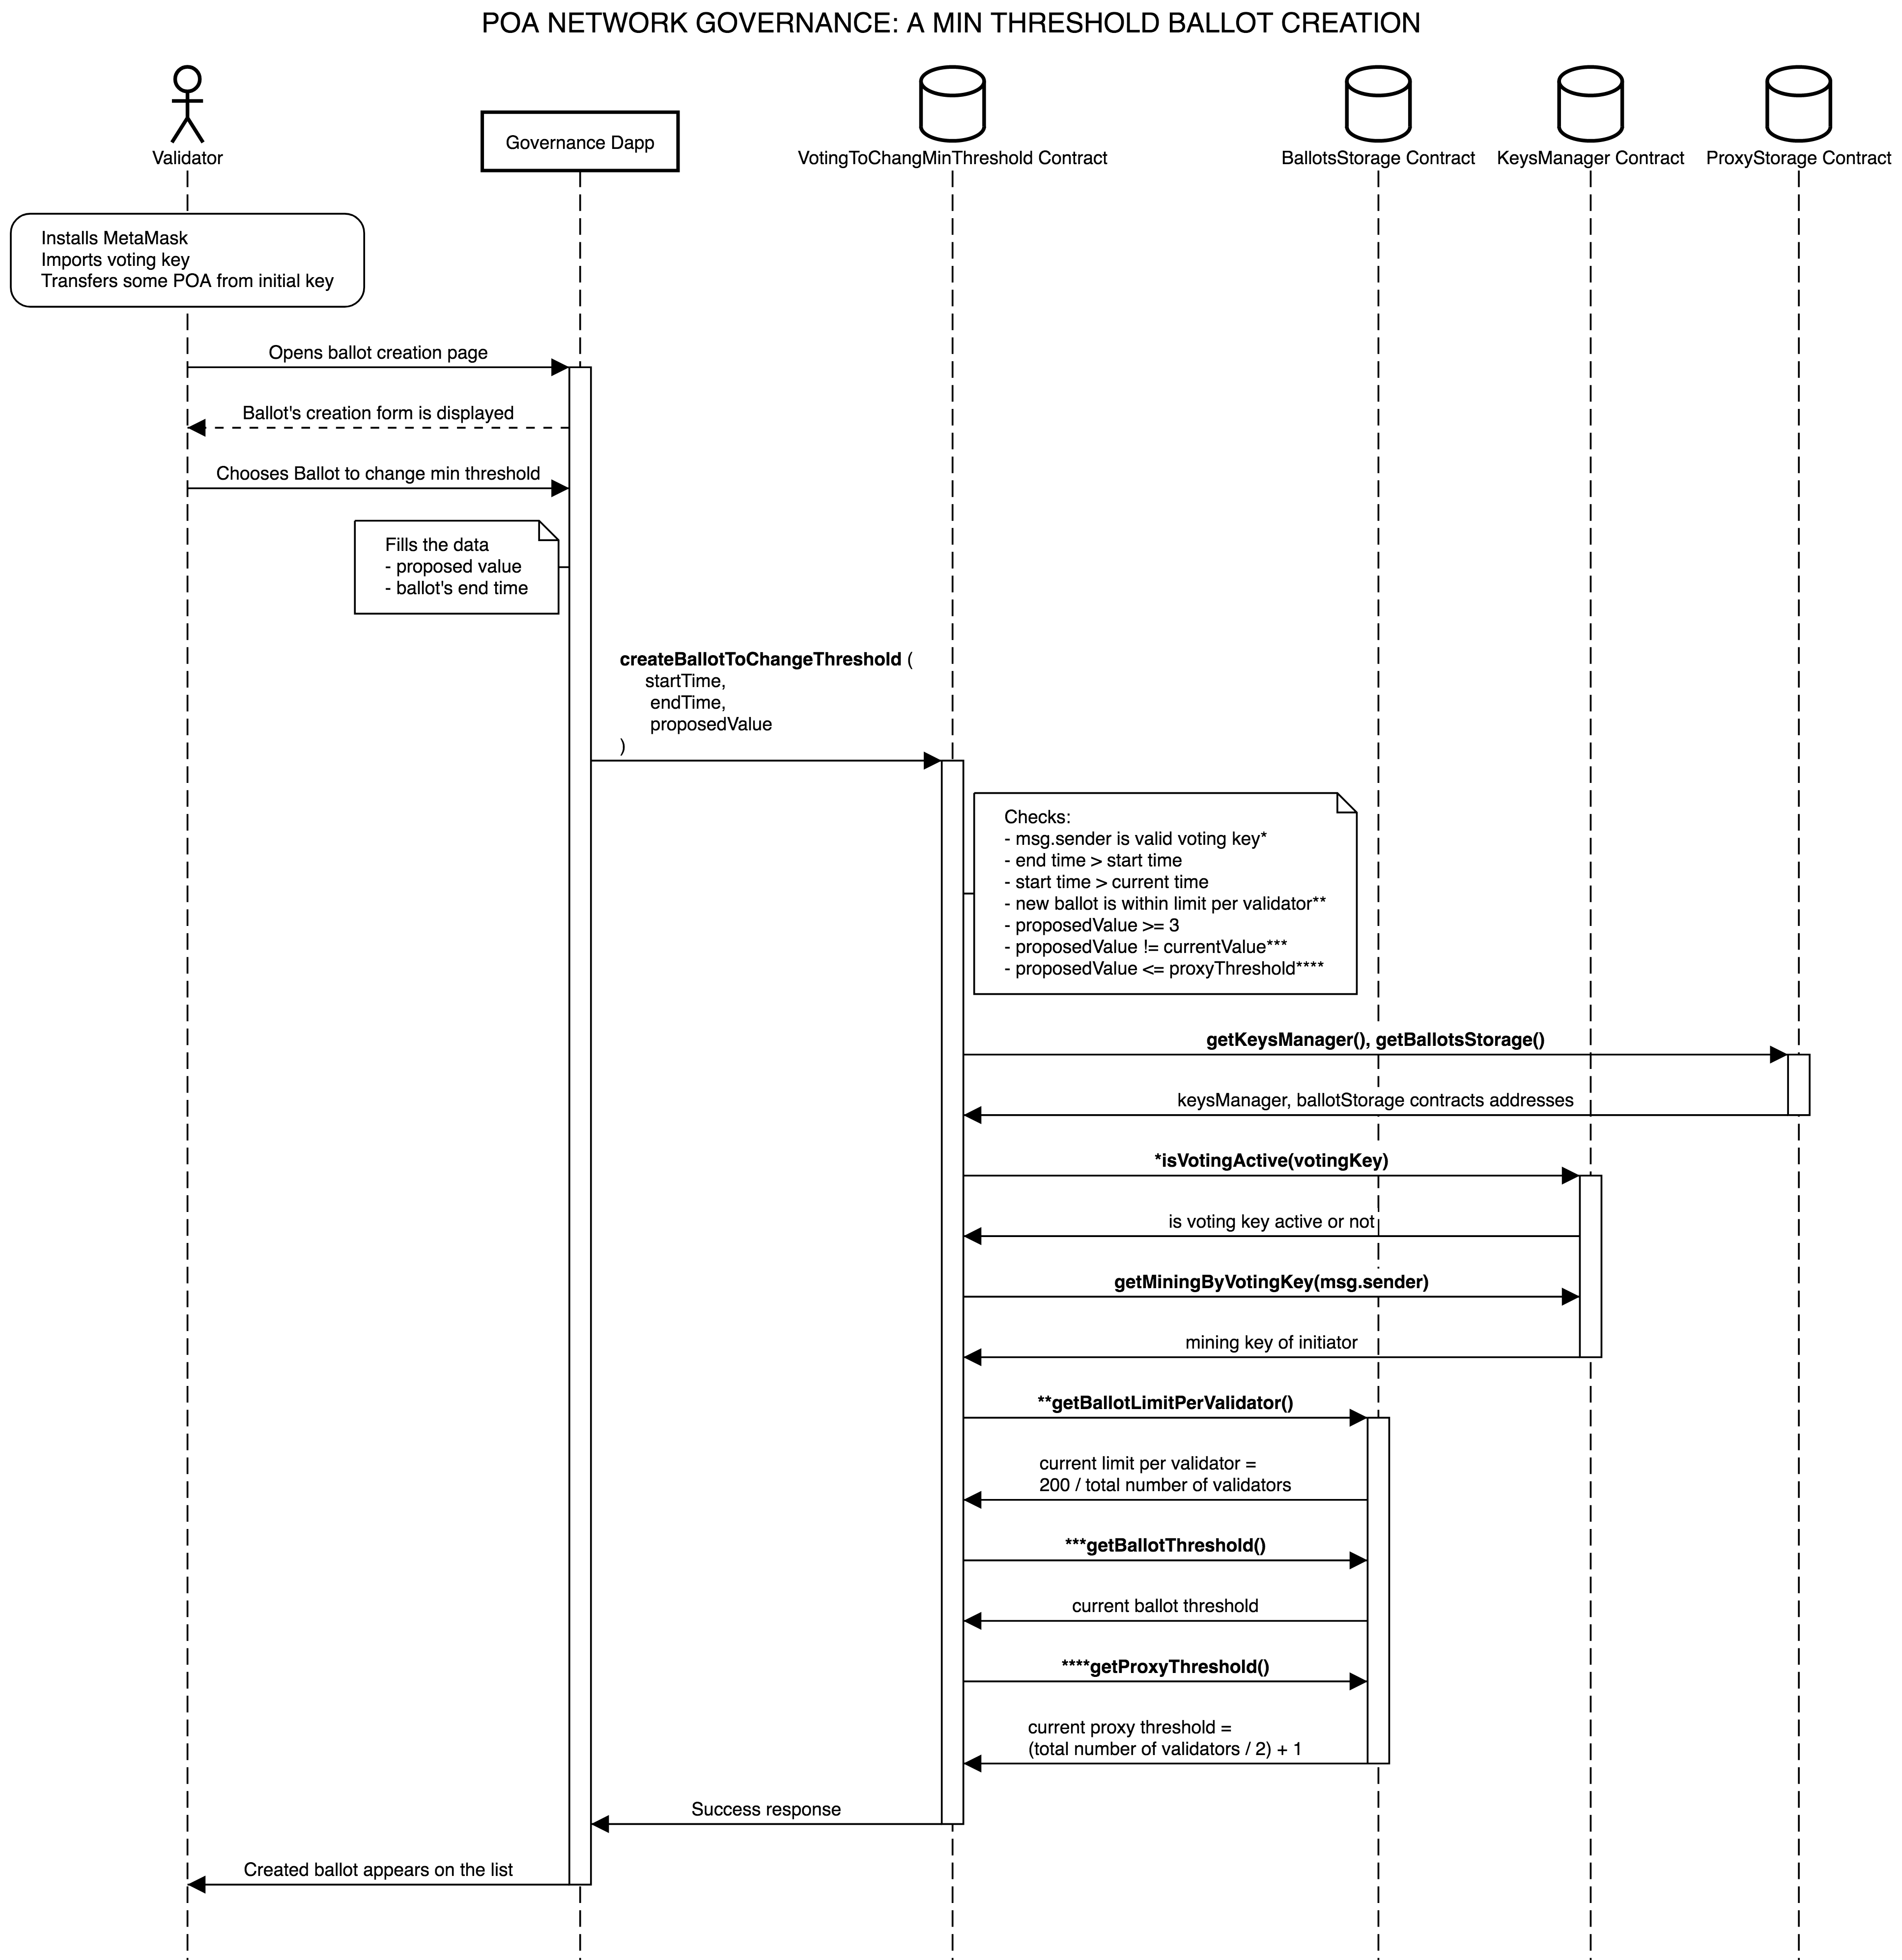 POA NETWORK GOVERNANCE: A MIN THRESHOLD BALLOT CREATION
Validator
Governance Dapp
VotingToChangMinThreshold Contract
BallotsStorage Contract
KeysManager Contract
ProxyStorage Contract
Installs MetaMask
Imports voting key
Transfers some POA from initial key
Opens ballot creation page
Ballot's creation form is displayed
Chooses Ballot to change min threshold
Fills the data
- proposed value
- ballot's end time
createBallotToChangeThreshold (
startTime,
endTime,
proposedValue
)
Checks:
- msg.sender is valid voting key*
- end time > start time
- start time > current time
- new ballot is within limit per validator**
- proposedValue >= 3
- proposedValue != currentValue***
- proposedValue <= proxyThreshold****
getKeysManager(), getBallotsStorage()
keysManager, ballotStorage contracts addresses
*isVotingActive(votingKey)
is voting key active or not
getMiningByVotingKey(msg.sender)
mining key of initiator
**getBallotLimitPerValidator()
current limit per validator =
200 / total number of validators
***getBallotThreshold()
current ballot threshold
****getProxyThreshold()
current proxy threshold =
(total number of validators / 2) + 1
Success response
Created ballot appears on the list